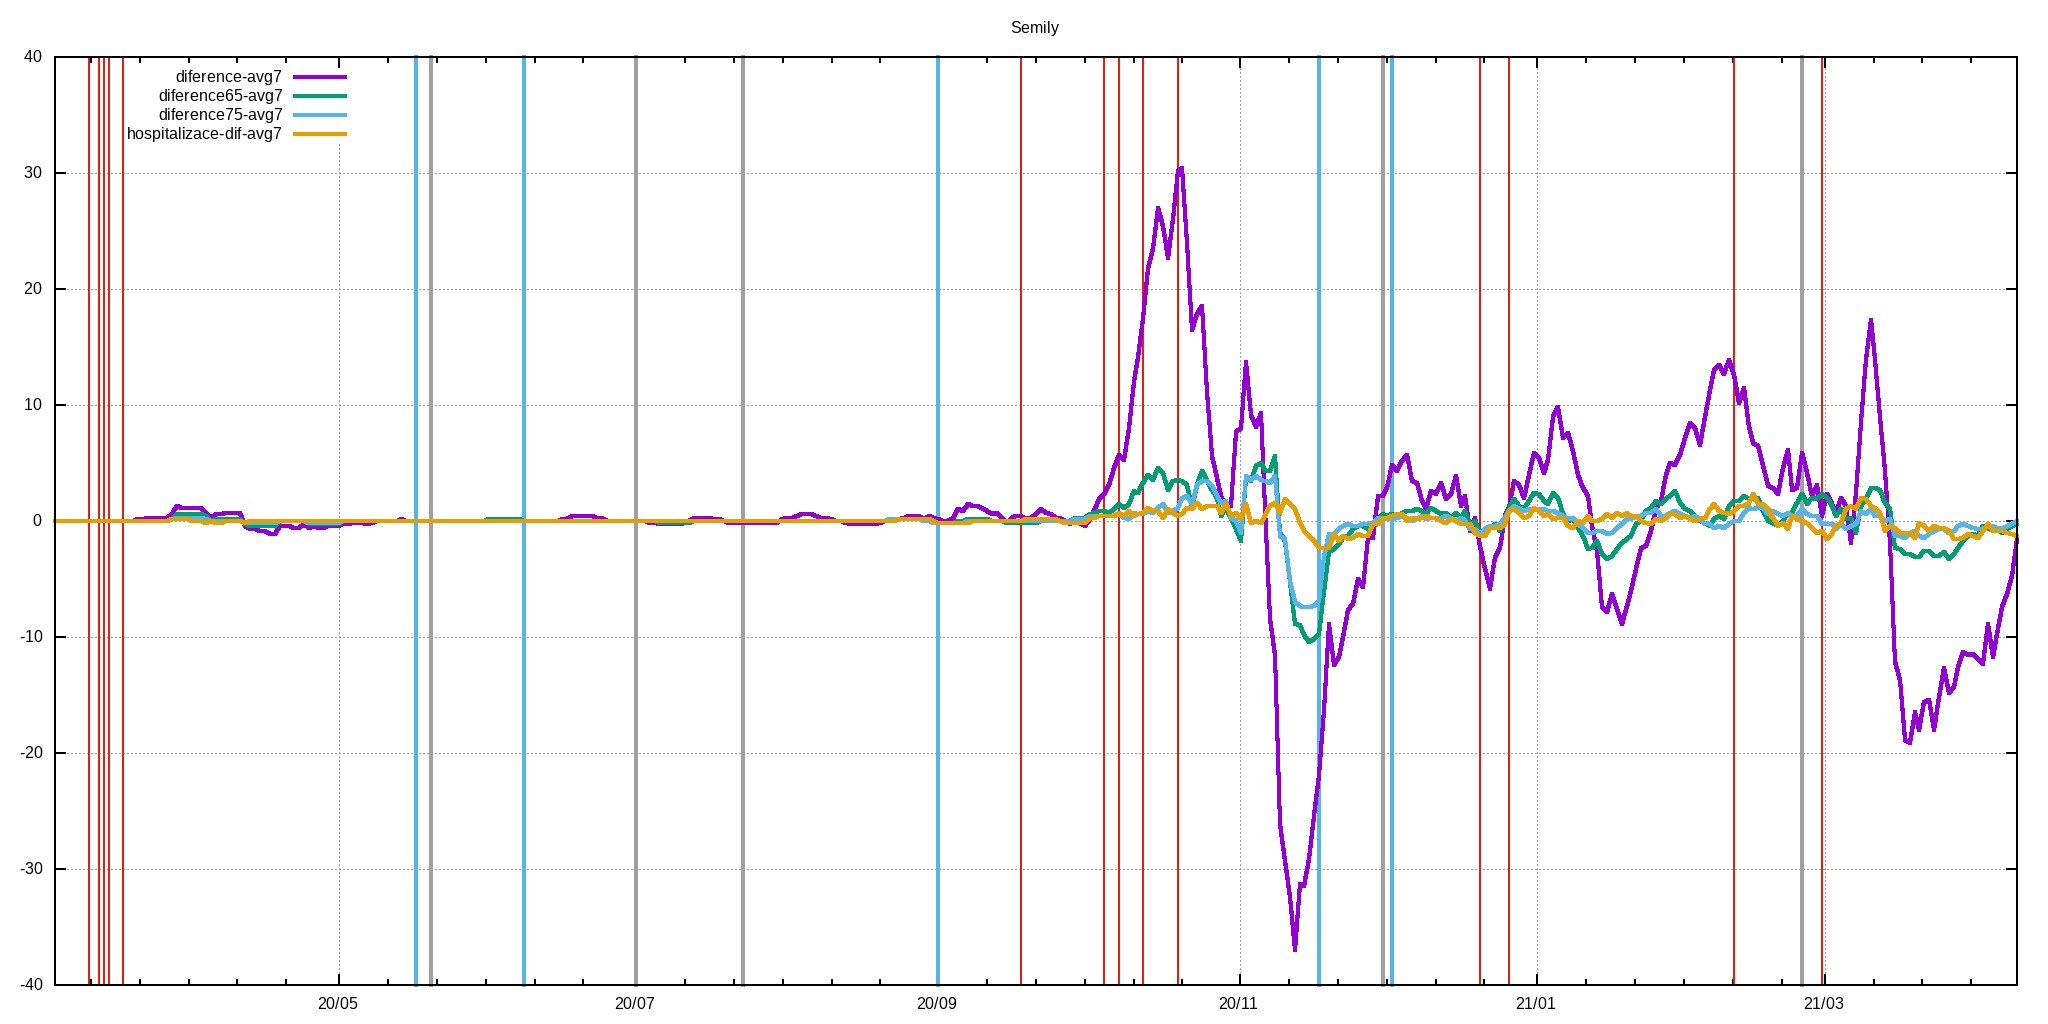 Semily
diference-avg7
diference65-avg7
diference75-avg7
hospitalizace-dif-avg7
40
30
20
10
0
-10
-20
-30
-40
20/05 20/07 20/09 20/11 21/01 21/03